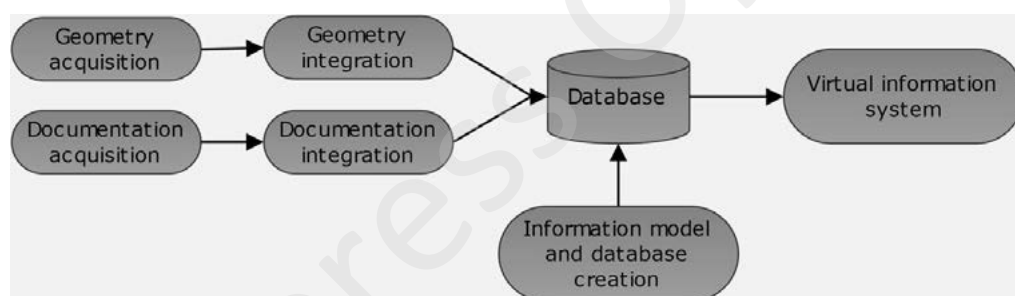 Geometry
acquisition
Geometry
integration
Documentation
acquisition
Documentation
integration
Database
Virtual information
system
Information model
and database
creation